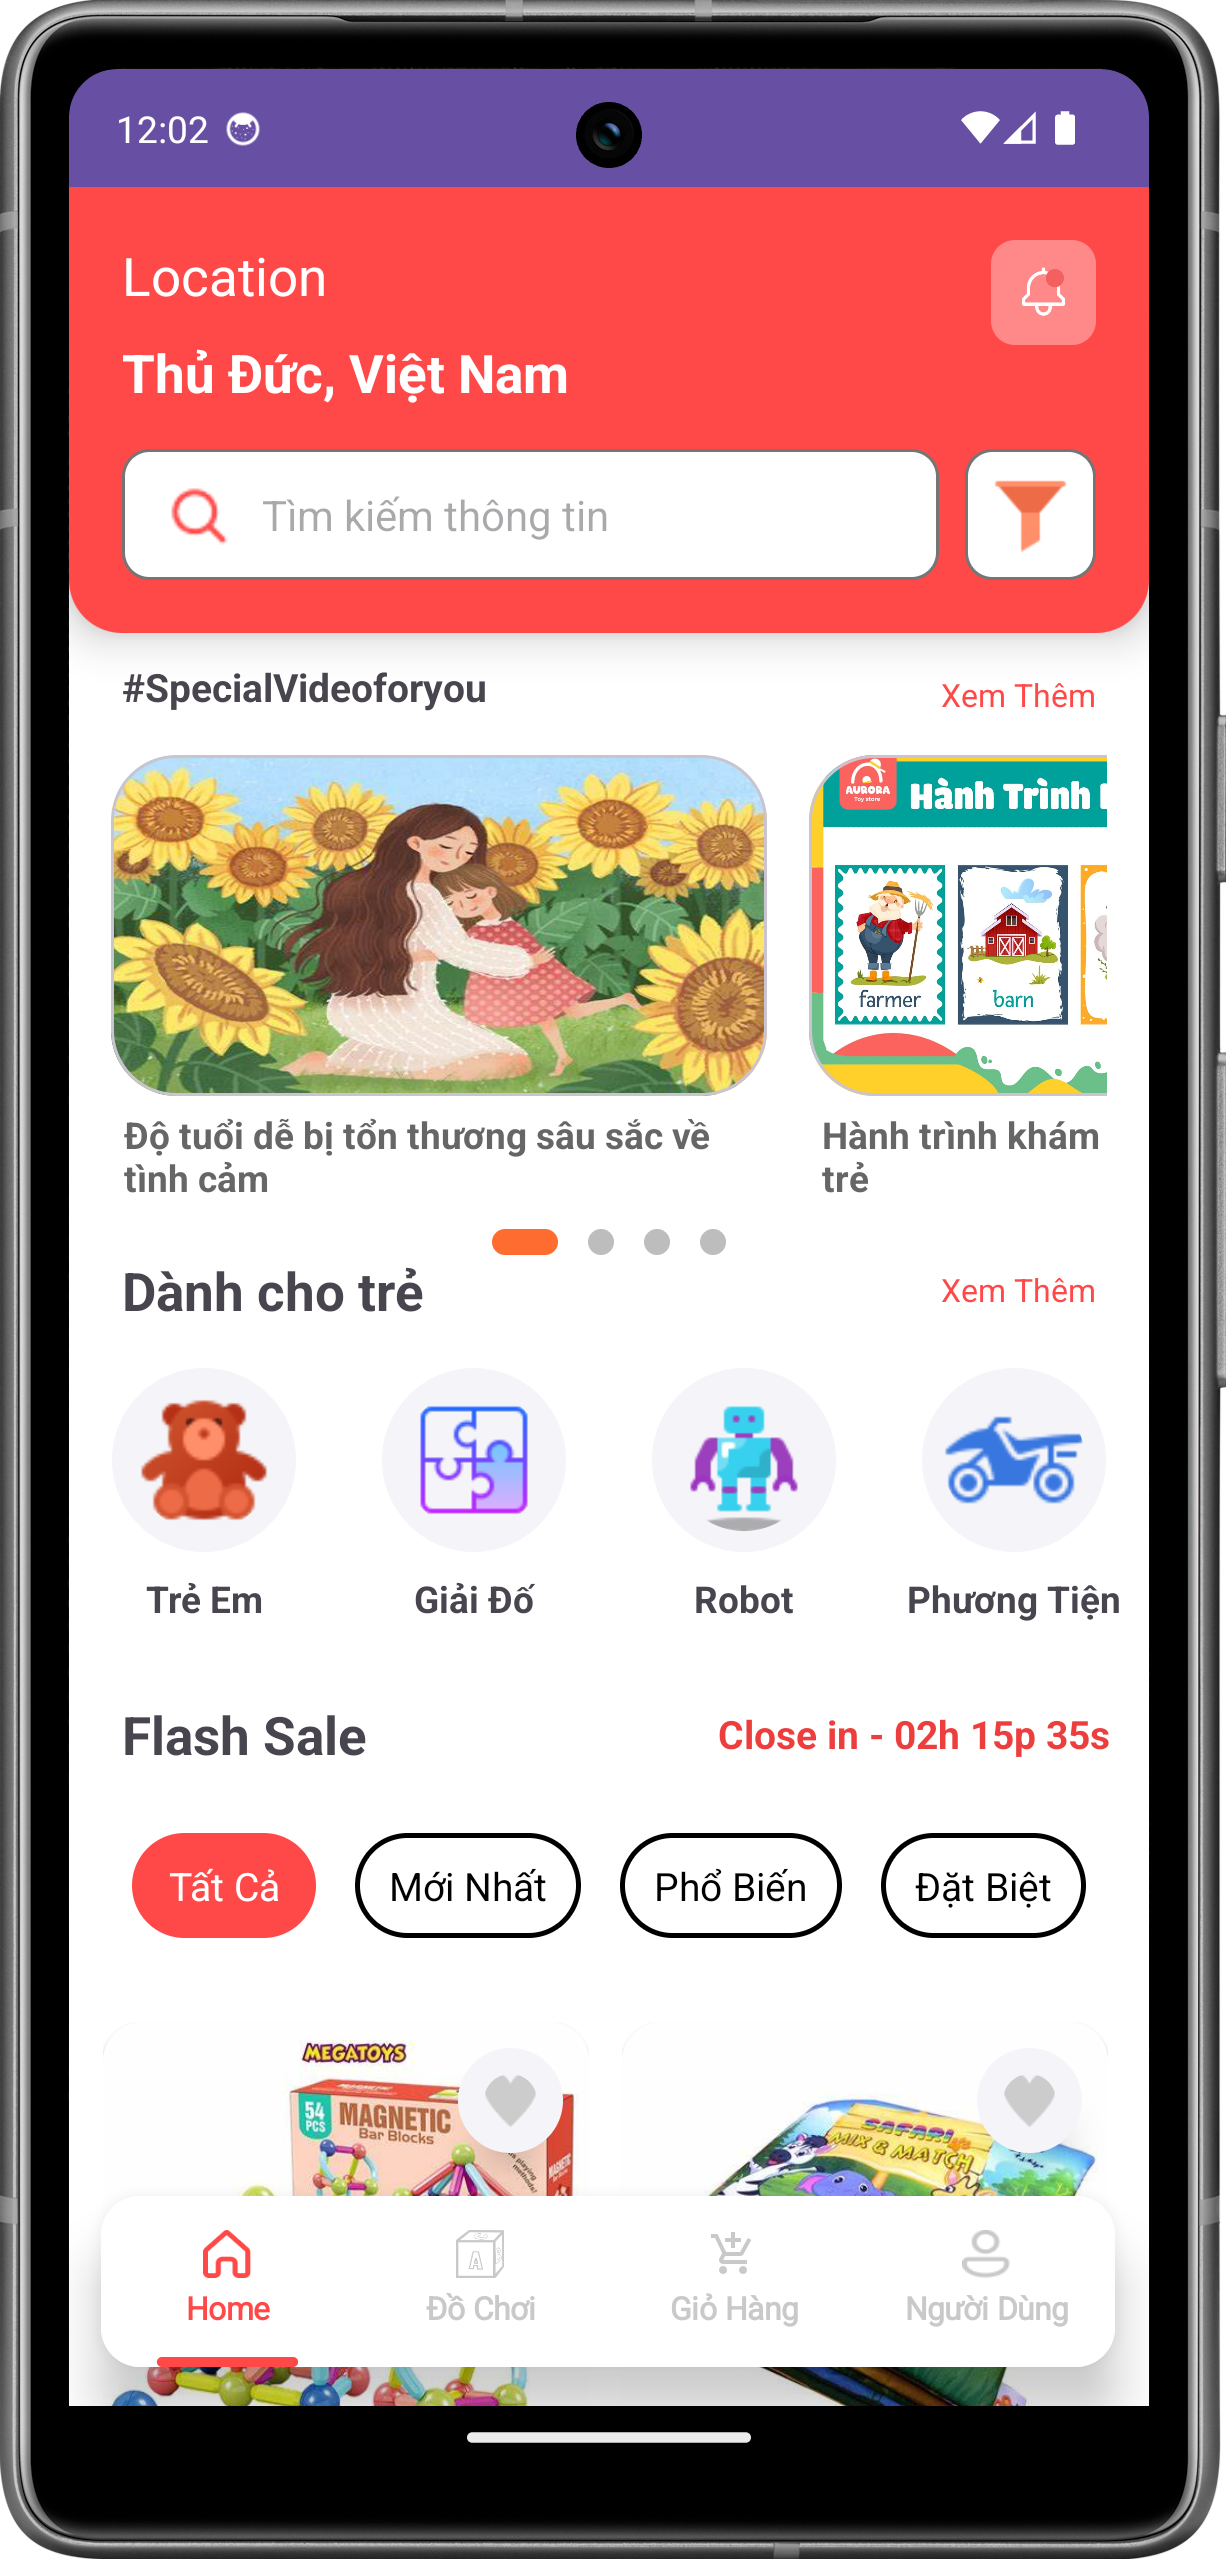 12:02
Location
Thủ Đức, Việt Nam
Tìm kiếm thông tin
#SpecialVideoforyou
Xem Thêm
AURORA
Toy store
Hành Trình
farmer
barn
Độ tuổi dễ bị tổn thương sâu sắc về
tình cảm
Hành trình khám
trẻ
Dành cho trẻ
Xem Thêm
Trẻ Em
Giải Đố
Robot
Phương Tiện
Flash Sale
Close in - 02h 15p 35s
Tất Cả
Mới Nhất
Phổ Biến
Đặt Biệt
MEGATOYS
54
PCS
MAGNETIC
Bar Blocks
SAFARI
MIX & MATCH
A
Home
Đồ Chơi
Giỏ Hàng
Người Dùng